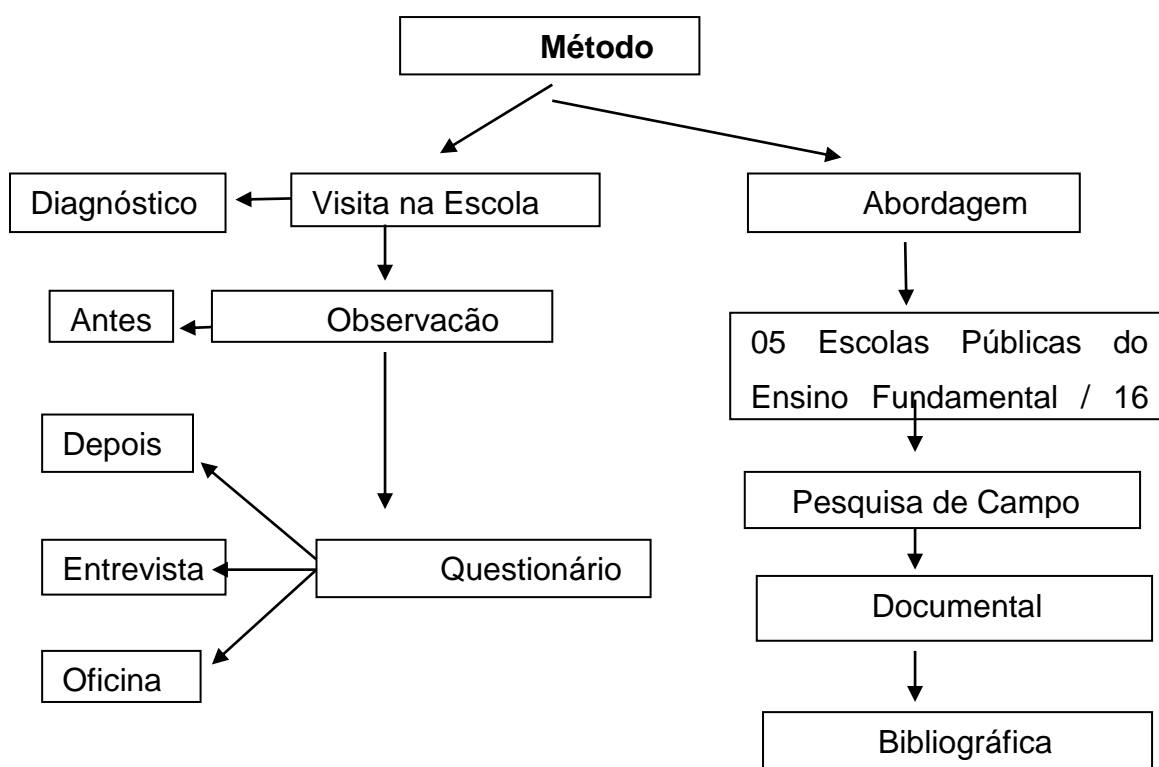 Método
Diagnóstico
Visita na Escola
Abordagem
Antes
Observacão
05 Escolas Públicas do
Ensino Fundamental / 16
Depois
Pesquisa de Campo
Entrevista
Questionário
Documental
Oficina
Bibliográfica